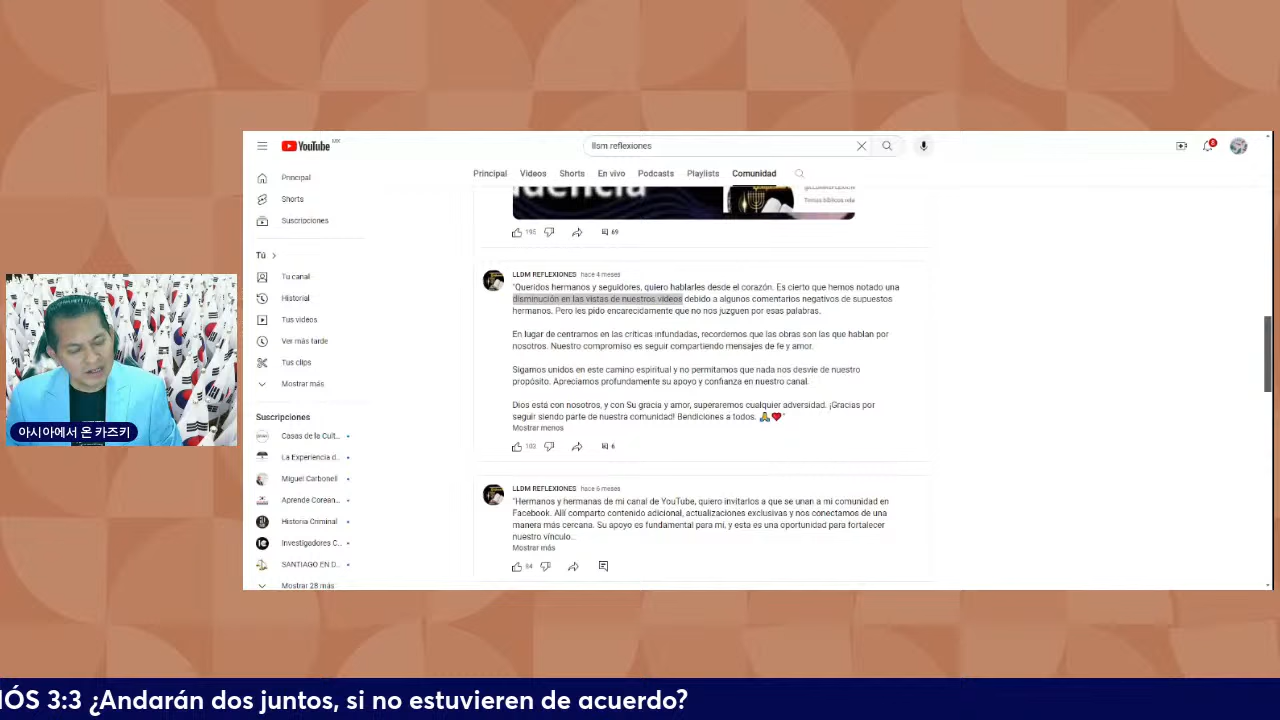 YouTube MX
llsm reflexiones
8
Principal Videos Shorts En vivo Podcasts Playlists Comunidad
Principal
Shorts
Suscripciones
Tú
Tu canal
Historial
Tus videos
Ver más tarde
Tus clips
Mostrar más
Suscripciones
Casas de la Cult...
La Experiencia d...
Miguel Carbonell
Aprende Corean...
Historia Criminal
Investigadores C...
SANTIAGO EN D...
Mostrar 28 más
195 69
LLDM REFLEXIONES hace 4 meses
"Queridos hermanos y seguidores, quiero hablarles desde el corazón. Es cierto que hemos notado una
disminución en las vistas de nuestros videos debido a algunos comentarios negativos de supuestos
hermanos. Pero les pido encarecidamente que no nos juzguen por esas palabras.
En lugar de centrarnos en las críticas infundadas, recordemos que las obras son las que hablan por
nosotros. Nuestro compromiso es seguir compartiendo mensajes de fe y amor.
Sigamos unidos en este camino espiritual y no permitamos que nada nos desvíe de nuestro
propósito. Apreciamos profundamente su apoyo y confianza en nuestro canal.
Dios está con nosotros, y con Su gracia y amor, superaremos cualquier adversidad. ¡Gracias por
seguir siendo parte de nuestra comunidad! Bendiciones a todos. 🙏❤️"
Mostrar menos
103 6
LLDM REFLEXIONES hace 6 meses
"Hermanos y hermanas de mi canal de YouTube, quiero invitarlos a que se unan a mi comunidad en
Facebook. Allí comparto contenido adicional, actualizaciones exclusivas y nos conectamos de una
manera más cercana. Su apoyo es fundamental para mí, y esta es una oportunidad para fortalecer
nuestro vínculo...
Mostrar más
94
아시아에서 온 카즈키
ÓS 3:3 ¿Andarán dos juntos, si no estuvieren de acuerdo?